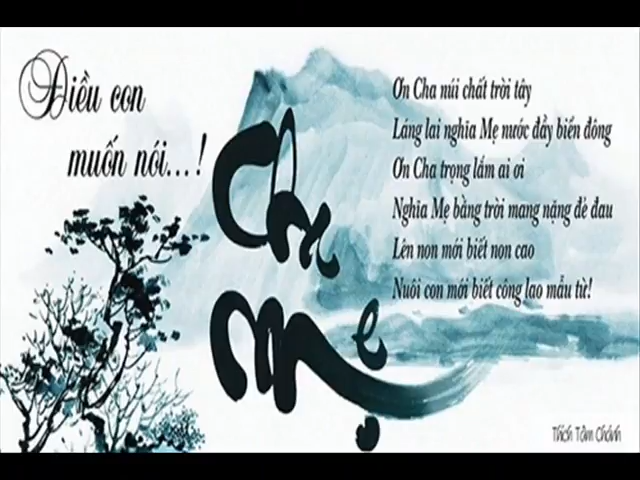 Điều con
muốn nói...!
Cha
Mẹ
Ơn Cha núi chất trời tây
Láng lai nghĩa Mẹ nước đầy biển đông
Ơn Cha trọng lắm ai ơi
Nghĩa Mẹ bằng trời mang nặng đẻ đau
Lên non mới biết non cao
Nuôi con mới biết công lao mẫu từ!
Thích Tâm Chánh